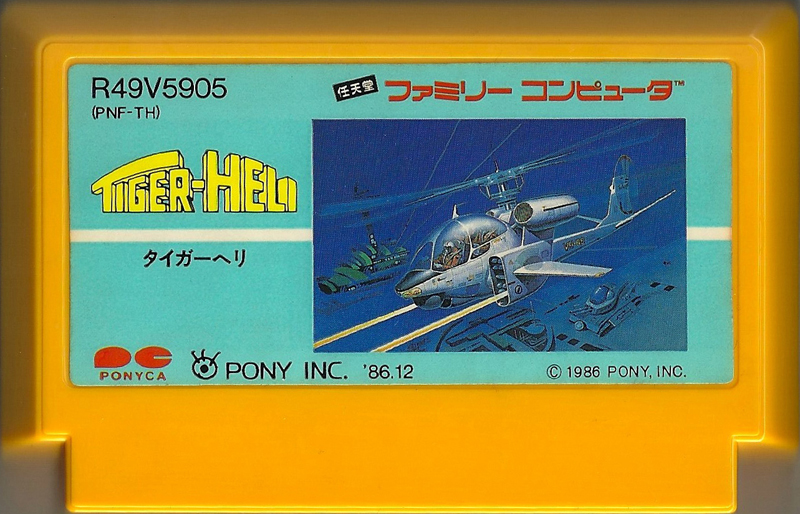 R49V5905
(PNF-TH)
任天堂 ファミリー コンピュータ™
TIGER-HELI
タイガーヘリ
PC
PONYCA
PONY INC. '86.12
© 1986 PONY, INC.